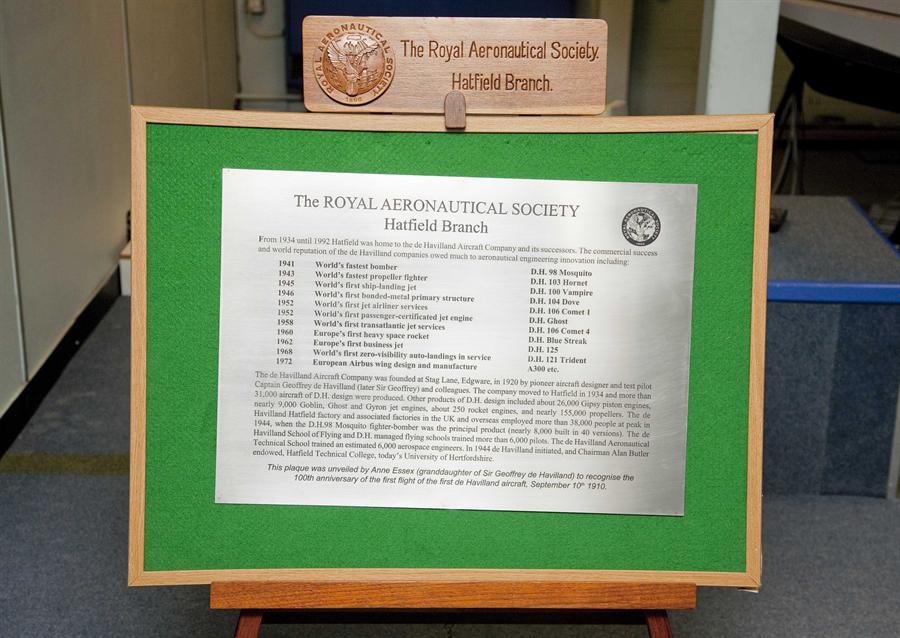 ROYAL AERONAUTICAL SOCIETY
1866
The Royal Aeronautical Society.
Hatfield Branch.
The ROYAL AERONAUTICAL SOCIETY
Hatfield Branch
From 1934 until 1992 Hatfield was home to the de Havilland Aircraft Company and its successors. The commercial success
and world reputation of the de Havilland companies owed much to aeronautical engineering innovation including:
1941 World's fastest bomber D.H. 98 Mosquito
1943 World's fastest propeller fighter D.H. 103 Hornet
1945 World's first ship-landing jet D.H. 100 Vampire
1946 World's first bonded-metal primary structure D.H. 104 Dove
1952 World's first jet airliner services D.H. 106 Comet 1
1952 World's first passenger-certificated jet engine D.H. Ghost
1958 World's first transatlantic jet services D.H. 106 Comet 4
1960 Europe's first heavy space rocket D.H. Blue Streak
1962 Europe's first business jet D.H. 125
1968 World's first zero-visibility auto-landings in service D.H. 121 Trident
1972 European Airbus wing design and manufacture A300 etc.
The de Havilland Aircraft Company was founded at Stag Lane, Edgware, in 1920 by pioneer aircraft designer and test pilot
Captain Geoffrey de Havilland (later Sir Geoffrey) and colleagues. The company moved to Hatfield in 1934 and more than
31,000 aircraft of D.H. design were produced. Other products of D.H. design included about 26,000 Gipsy piston engines,
nearly 9,000 Goblin, Ghost and Gyron jet engines, about 250 rocket engines, and nearly 155,000 propellers. The de
Havilland Hatfield factory and associated factories in the UK and overseas employed more than 38,000 people at peak in
1944, when the D.H.98 Mosquito fighter-bomber was the principal product (nearly 8,000 built in 40 versions). The de
Havilland School of Flying and D.H. managed flying schools trained more than 6,000 pilots. The de Havilland Aeronautical
Technical School trained an estimated 6,000 aerospace engineers. In 1944 de Havilland initiated, and Chairman Alan Butler
endowed, Hatfield Technical College, today's University of Hertfordshire.
This plaque was unveiled by Anne Essex (granddaughter of Sir Geoffrey de Havilland) to recognise the
100th anniversary of the first flight of the first de Havilland aircraft, September 10th 1910.